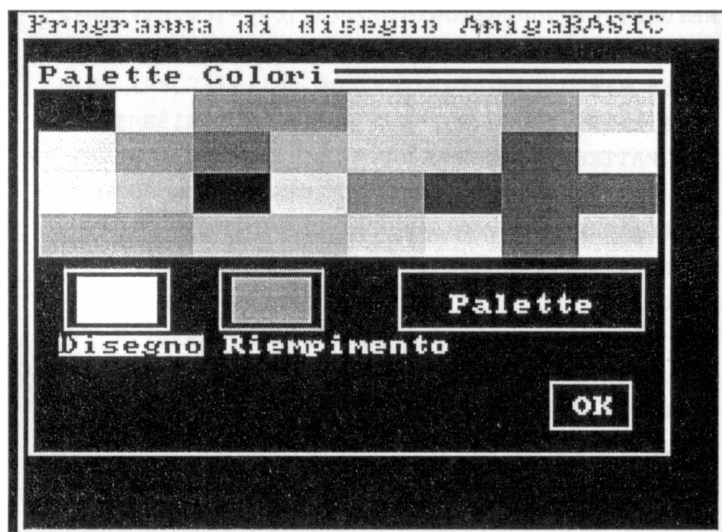 Programma di disegno AmigaBASIC
Palette Colori
Palette
Disegno Riempimento
OK